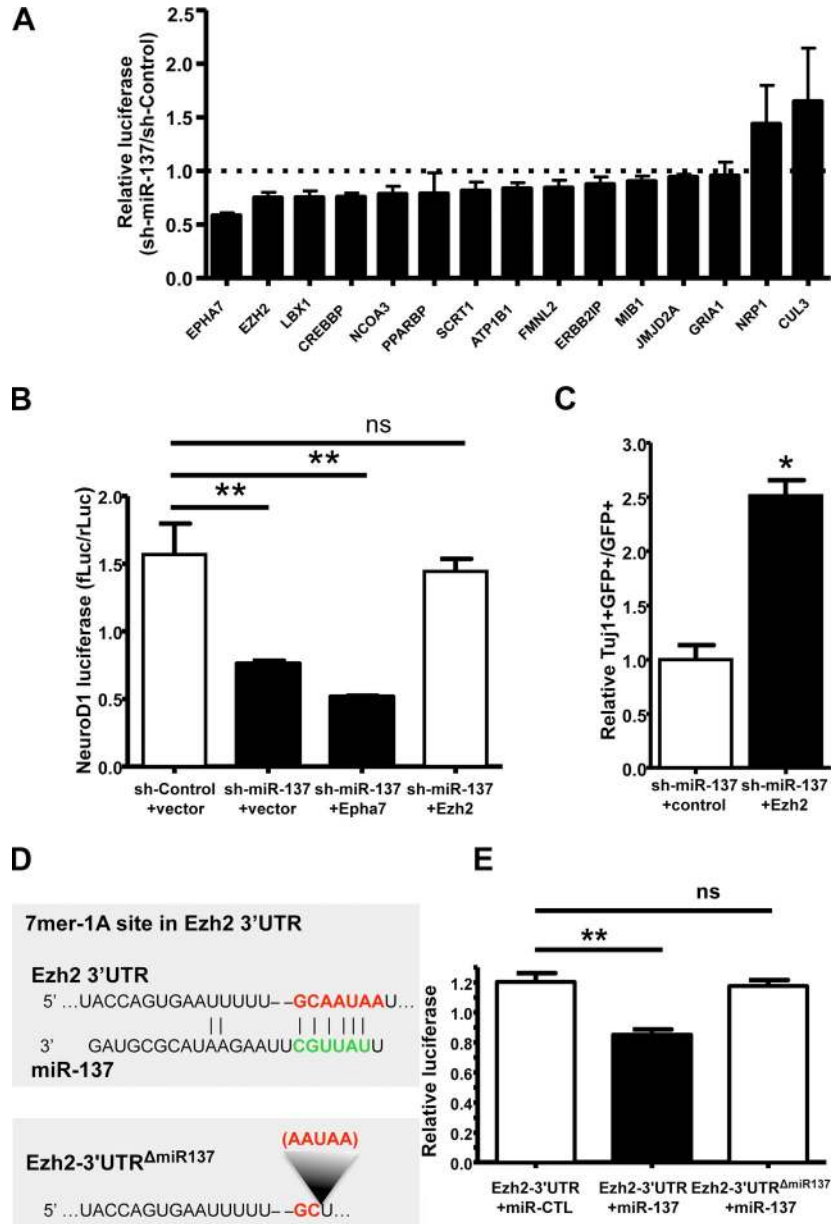 A
Relative luciferase
(sh-miR-137/sh-Control)
2.5
2.0
1.5
1.0
0.5
0.0
EPHA7
EZH2
LBX1
CREBBP
NCOA3
PPARBP
SCRT1
ATP1B1
FMNL2
ERBB2IP
MIB1
JMJD2A
GRIA1
NRP1
CUL3
B
ns
**
**
NeuroD1 luciferase (fLuc/rLuc)
2.0
1.5
1.0
0.5
0.0
sh-Control
+vector
sh-miR-137
+vector
sh-miR-137
+Epha7
sh-miR-137
+Ezh2
C
Relative Tuj1+GFP+/GFP+
3.0
2.5
2.0
1.5
1.0
0.5
0.0
*
sh-miR-137
+control
sh-miR-137
+Ezh2
D
7mer-1A site in Ezh2 3'UTR
Ezh2 3'UTR
5' ...UACCAGUGAAUUUUU--GCAAUAAU...
3' GAUGCGCAUAAGAAUUCGUUAUU
miR-137
(AAUAA)
Ezh2-3'UTRΔmiR137
5' ...UACCAGUGAAUUUUU--GCU...
E
ns
**
Relative luciferase
1.2
1.0
0.8
0.6
0.4
1.2
0.0
Ezh2-3'UTR
+miR-CTL
Ezh2-3'UTR
+miR-137
Ezh2-3'UTRΔmiR137
+miR-137